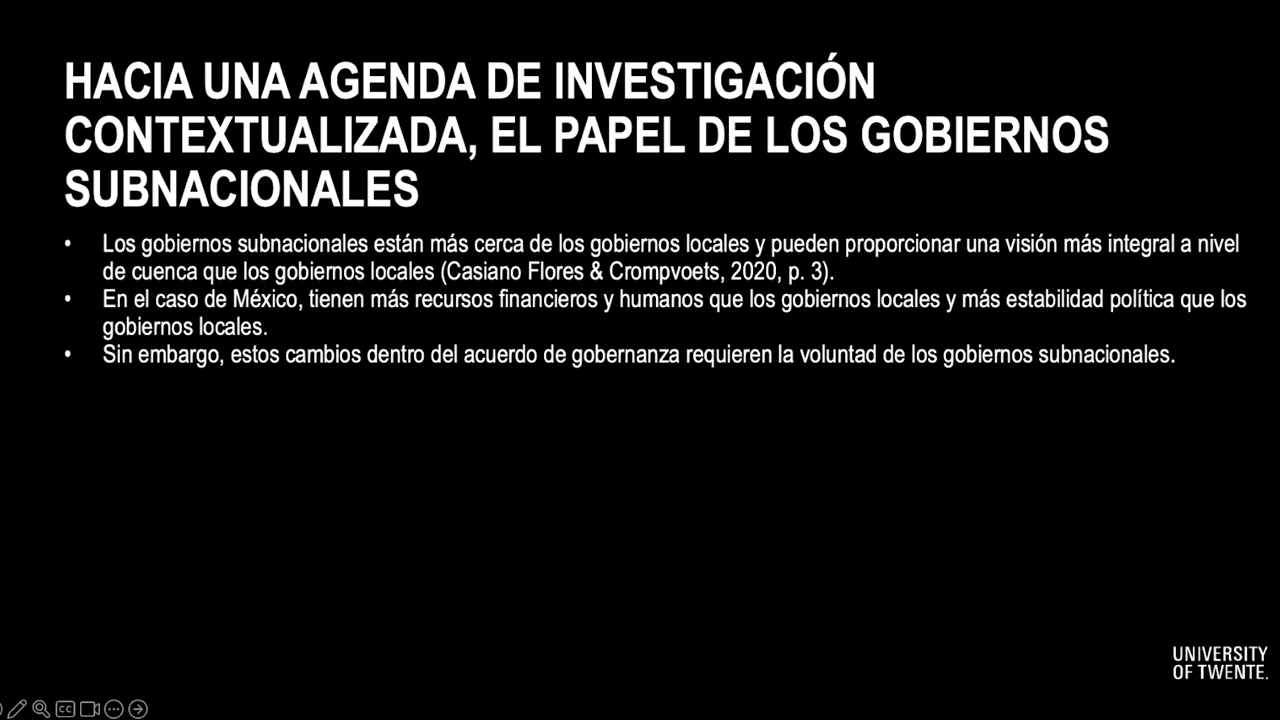 HACIA UNA AGENDA DE INVESTIGACIÓN
CONTEXTUALIZADA, EL PAPEL DE LOS GOBIERNOS
SUBNACIONALES
• Los gobiernos subnacionales están más cerca de los gobiernos locales y pueden proporcionar una visión más integral a nivel
de cuenca que los gobiernos locales (Casiano Flores & Crompvoets, 2020, p. 3).
• En el caso de México, tienen más recursos financieros y humanos que los gobiernos locales y más estabilidad política que los
gobiernos locales.
• Sin embargo, estos cambios dentro del acuerdo de gobernanza requieren la voluntad de los gobiernos subnacionales.
UNIVERSITY
OF TWENTE.
CC